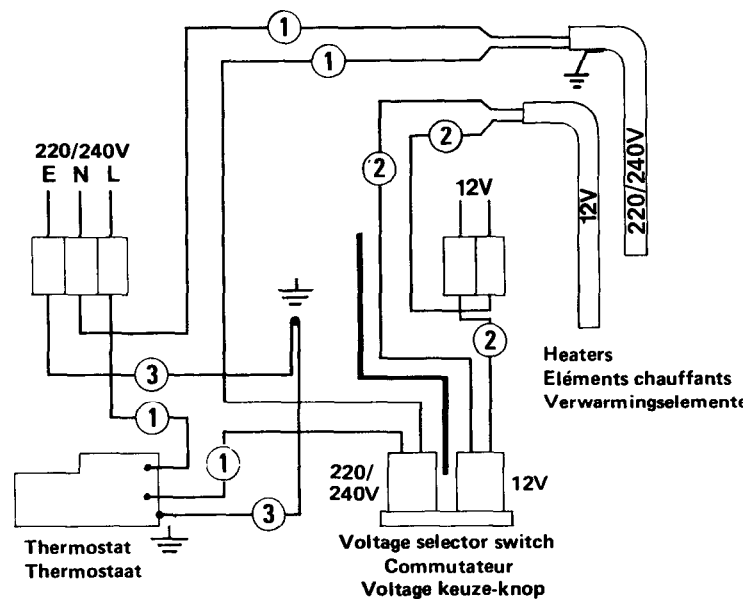 1
1
220/240V
E N L
2
2
12V
220/240V
12V
2
3
1
1
3
Heaters
Eléments chauffants
Verwarmingselemente
220/
240V
12V
Thermostat
Thermostaat
Voltage selector switch
Commutateur
Voltage keuze-knop